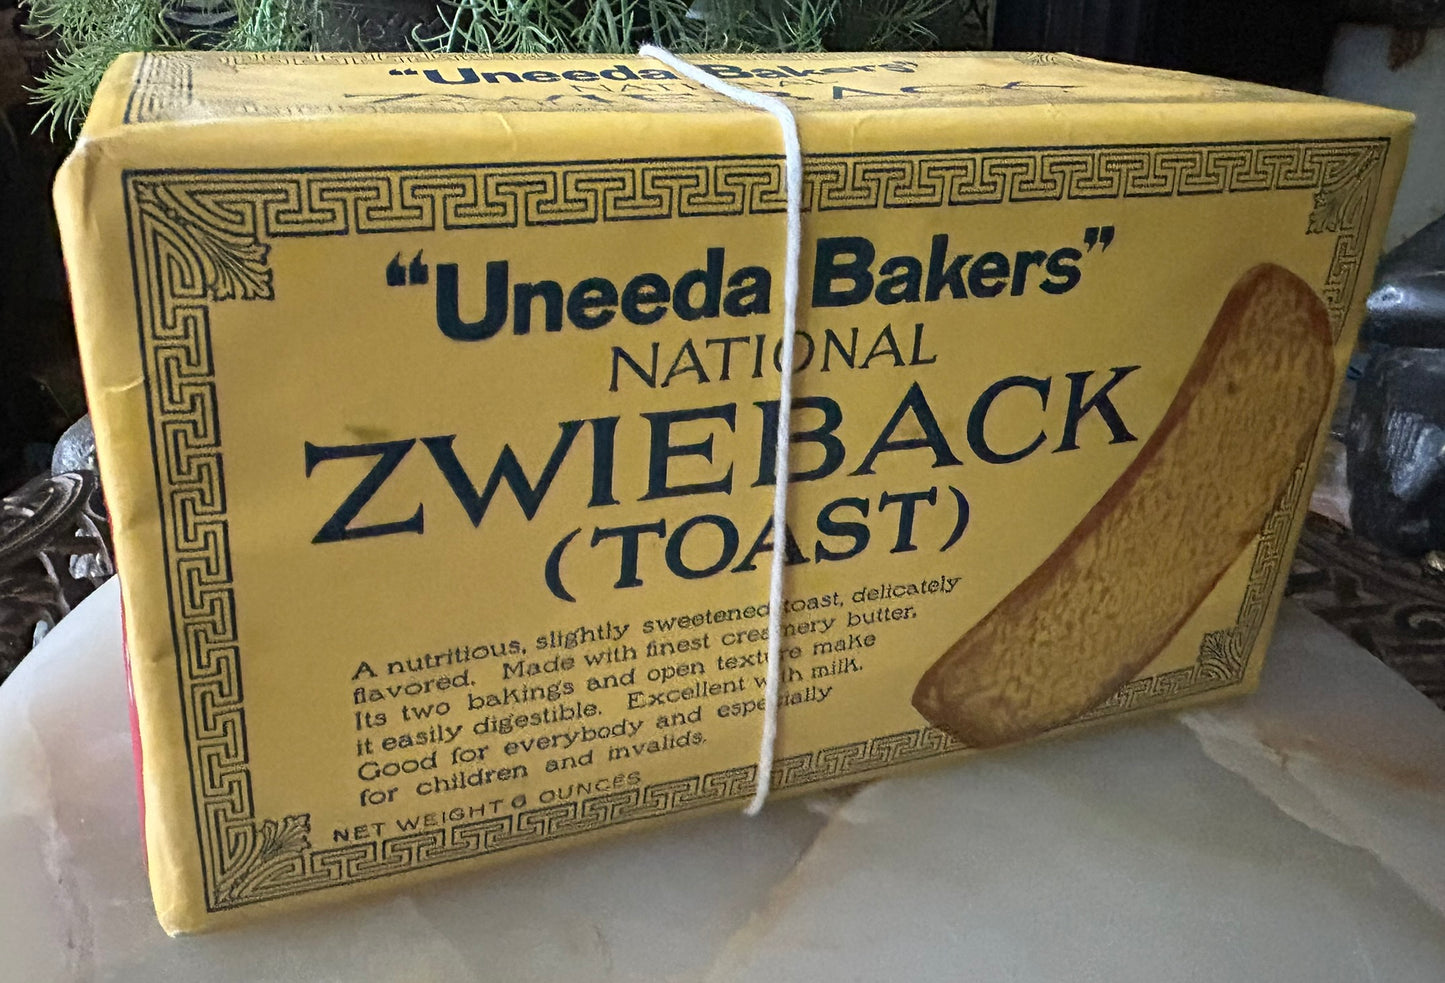 “Uneeda Bakers”
NATIONAL
ZWIEBACK
“Uneeda Bakers”
NATIONAL
ZWIEBACK
(TOAST)
A nutritious, slightly sweetened toast, delicately
flavored. Made with finest creamery butter.
Its two bakings and open texture make
it easily digestible. Excellent with milk.
Good for everybody and especially
for children and invalids.
NET WEIGHT 6 OUNCES